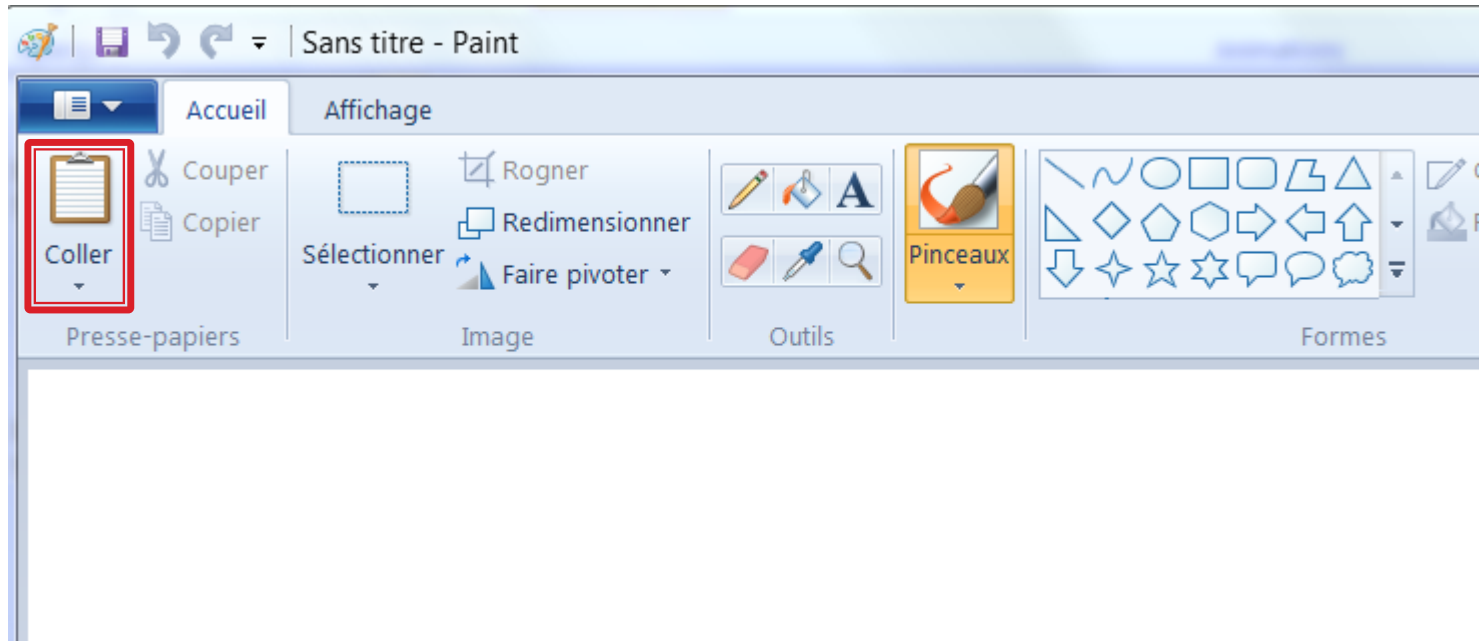 Sans titre - Paint
Accueil
Affichage
Coller
Couper
Copier
Presse-papiers
Sélectionner
Rogner
Redimensionner
Faire pivoter
Image
A
Outils
Pinceaux
Formes